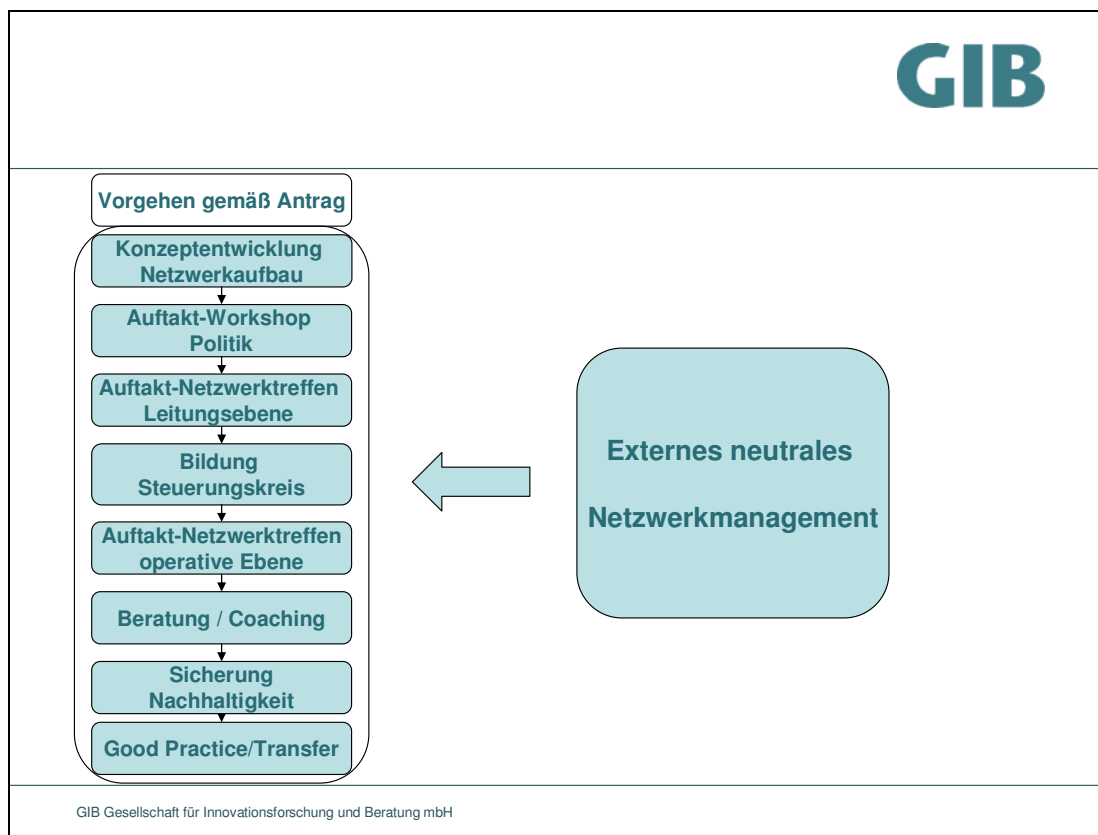 GIB
Vorgehen gemäß Antrag
Konzeptentwicklung
Netzwerkaufbau
Auftakt-Workshop
Politik
Auftakt-Netzwerktreffen
Leitungsebene
Bildung
Steuerungskreis
Auftakt-Netzwerktreffen
operative Ebene
Beratung / Coaching
Sicherung
Nachhaltigkeit
Good Practice/Transfer
Externes neutrales
Netzwerkmanagement
GIB Gesellschaft für Innovationsforschung und Beratung mbH